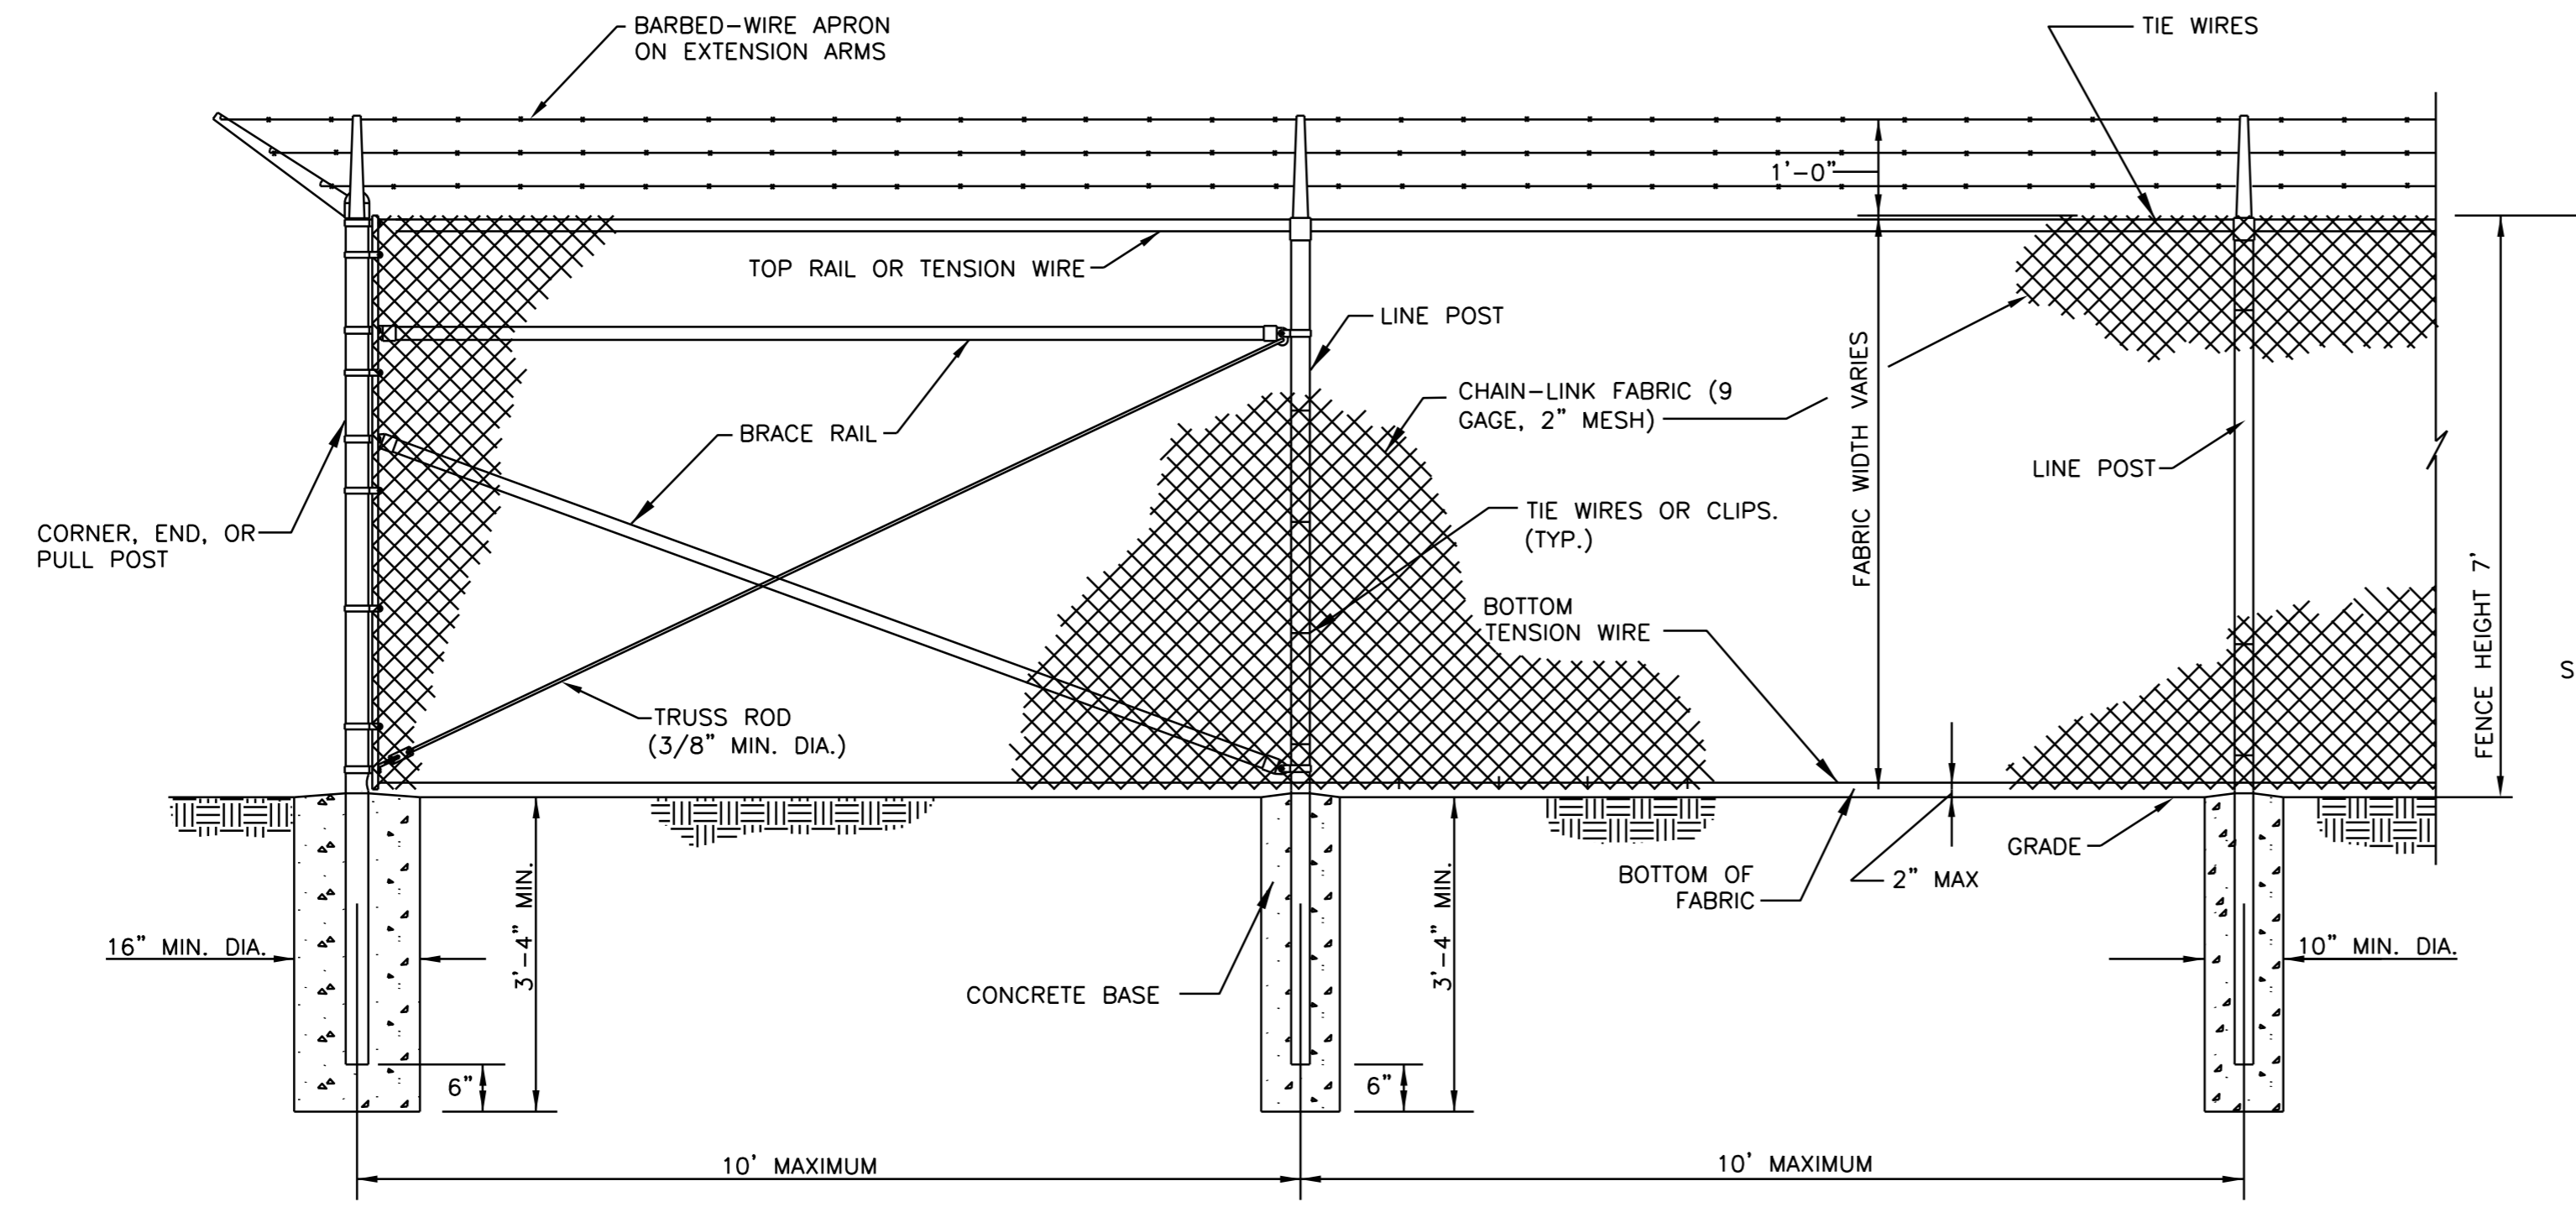 BARBED-WIRE APRON
ON EXTENSION ARMS
TIE WIRES
1'-0"
TOP RAIL OR TENSION WIRE
LINE POST
CHAIN-LINK FABRIC (9
GAGE, 2" MESH)
FABRIC WIDTH VARIES
BRACE RAIL
LINE POST
CORNER, END, OR
PULL POST
TIE WIRES OR CLIPS.
(TYP.)
BOTTOM
TENSION WIRE
FENCE HEIGHT 7'
S
TRUSS ROD
(3/8" MIN. DIA.)
GRADE
BOTTOM OF
FABRIC
2" MAX
16" MIN. DIA.
3'-4" MIN.
CONCRETE BASE
3'-4" MIN.
10" MIN. DIA.
6"
6"
10' MAXIMUM
10' MAXIMUM